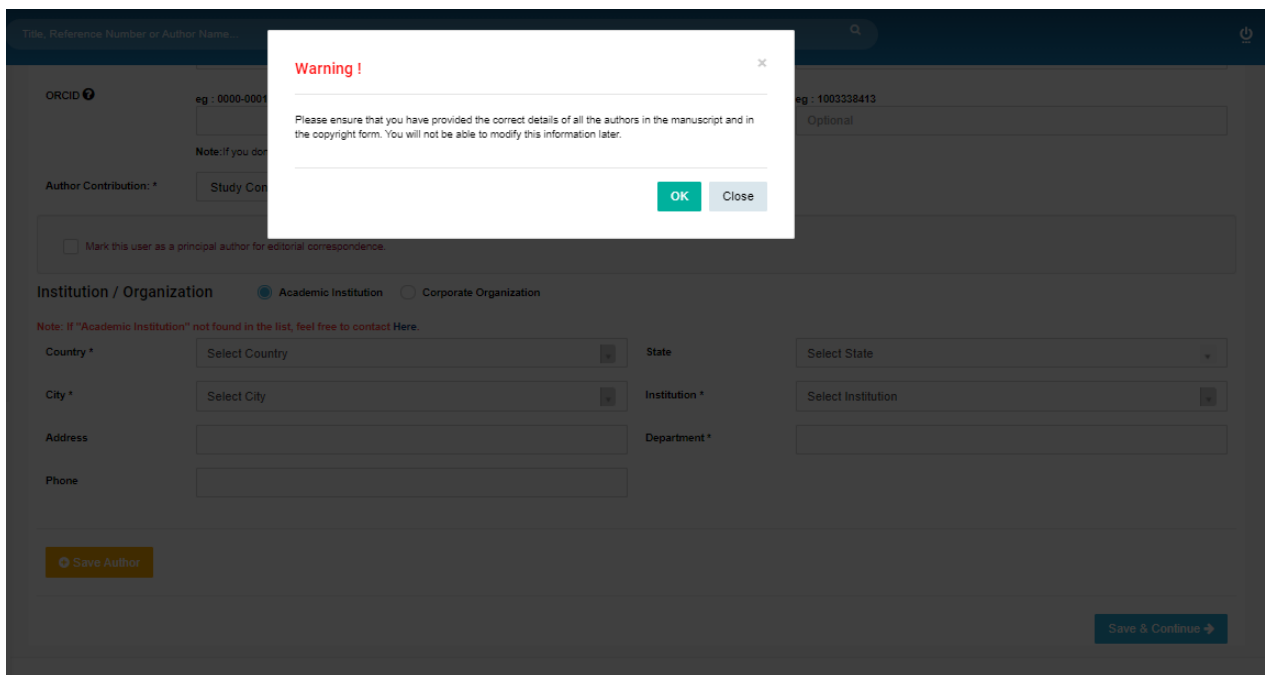 Title, Reference Number or Author Name...
Warning !
×
ORCID
eg : 0000-0001
eg : 1003338413
Please ensure that you have provided the correct details of all the authors in the manuscript and in
the copyright form. You will not be able to modify this information later.
Optional
Note:If you don
Author Contribution: *
Study Con
OK
Close
Mark this user as a principal author for editorial correspondence.
Institution / Organization
Academic Institution
Corporate Organization
Note: If "Academic Institution" not found in the list, feel free to contact Here.
Country *
Select Country
State
Select State
City *
Select City
Institution *
Select Institution
Address
Department *
Phone
Save Author
Save & Continue